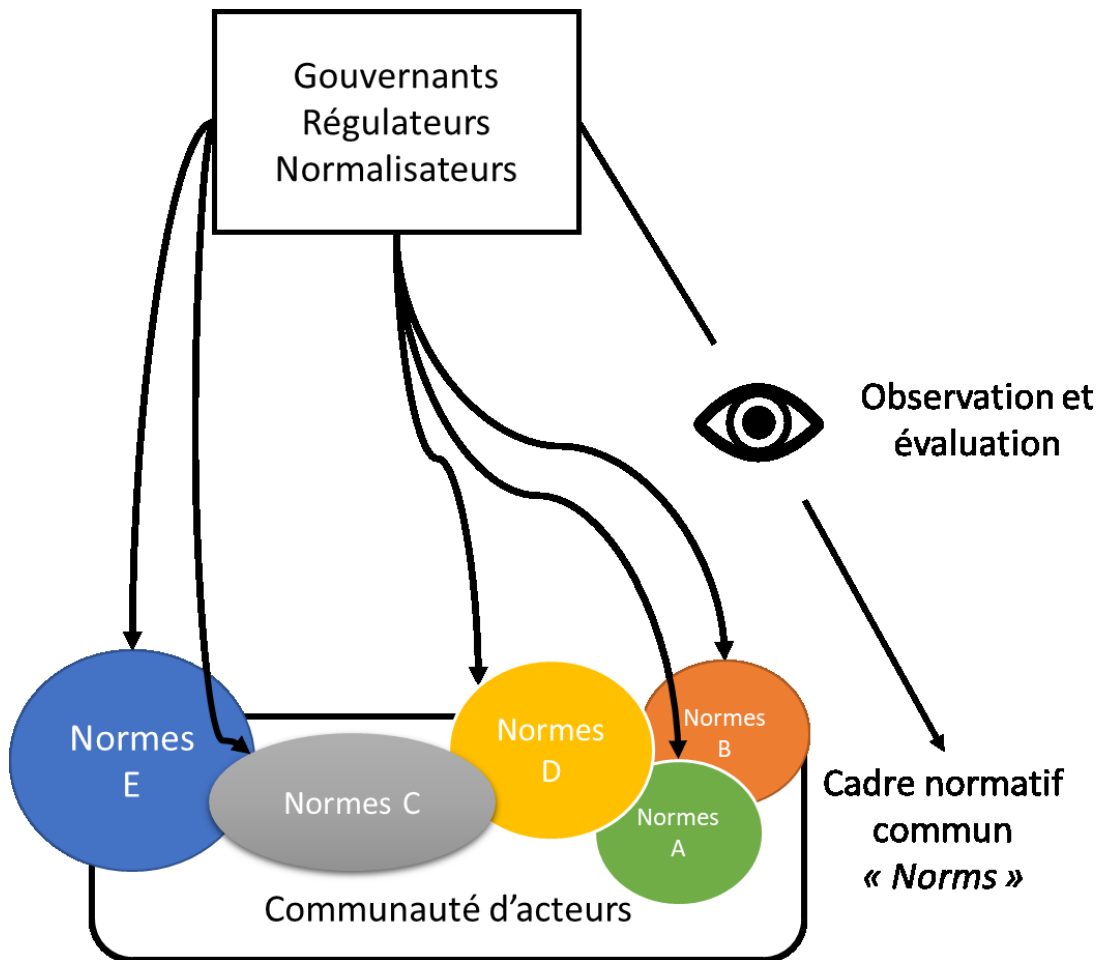 Gouvernants
Régulateurs
Normalisateurs
Observation et
évaluation
Normes
E
Normes C
Normes
D
Normes
B
Normes
A
Cadre normatif
commun
« Norms »
Communauté d’acteurs